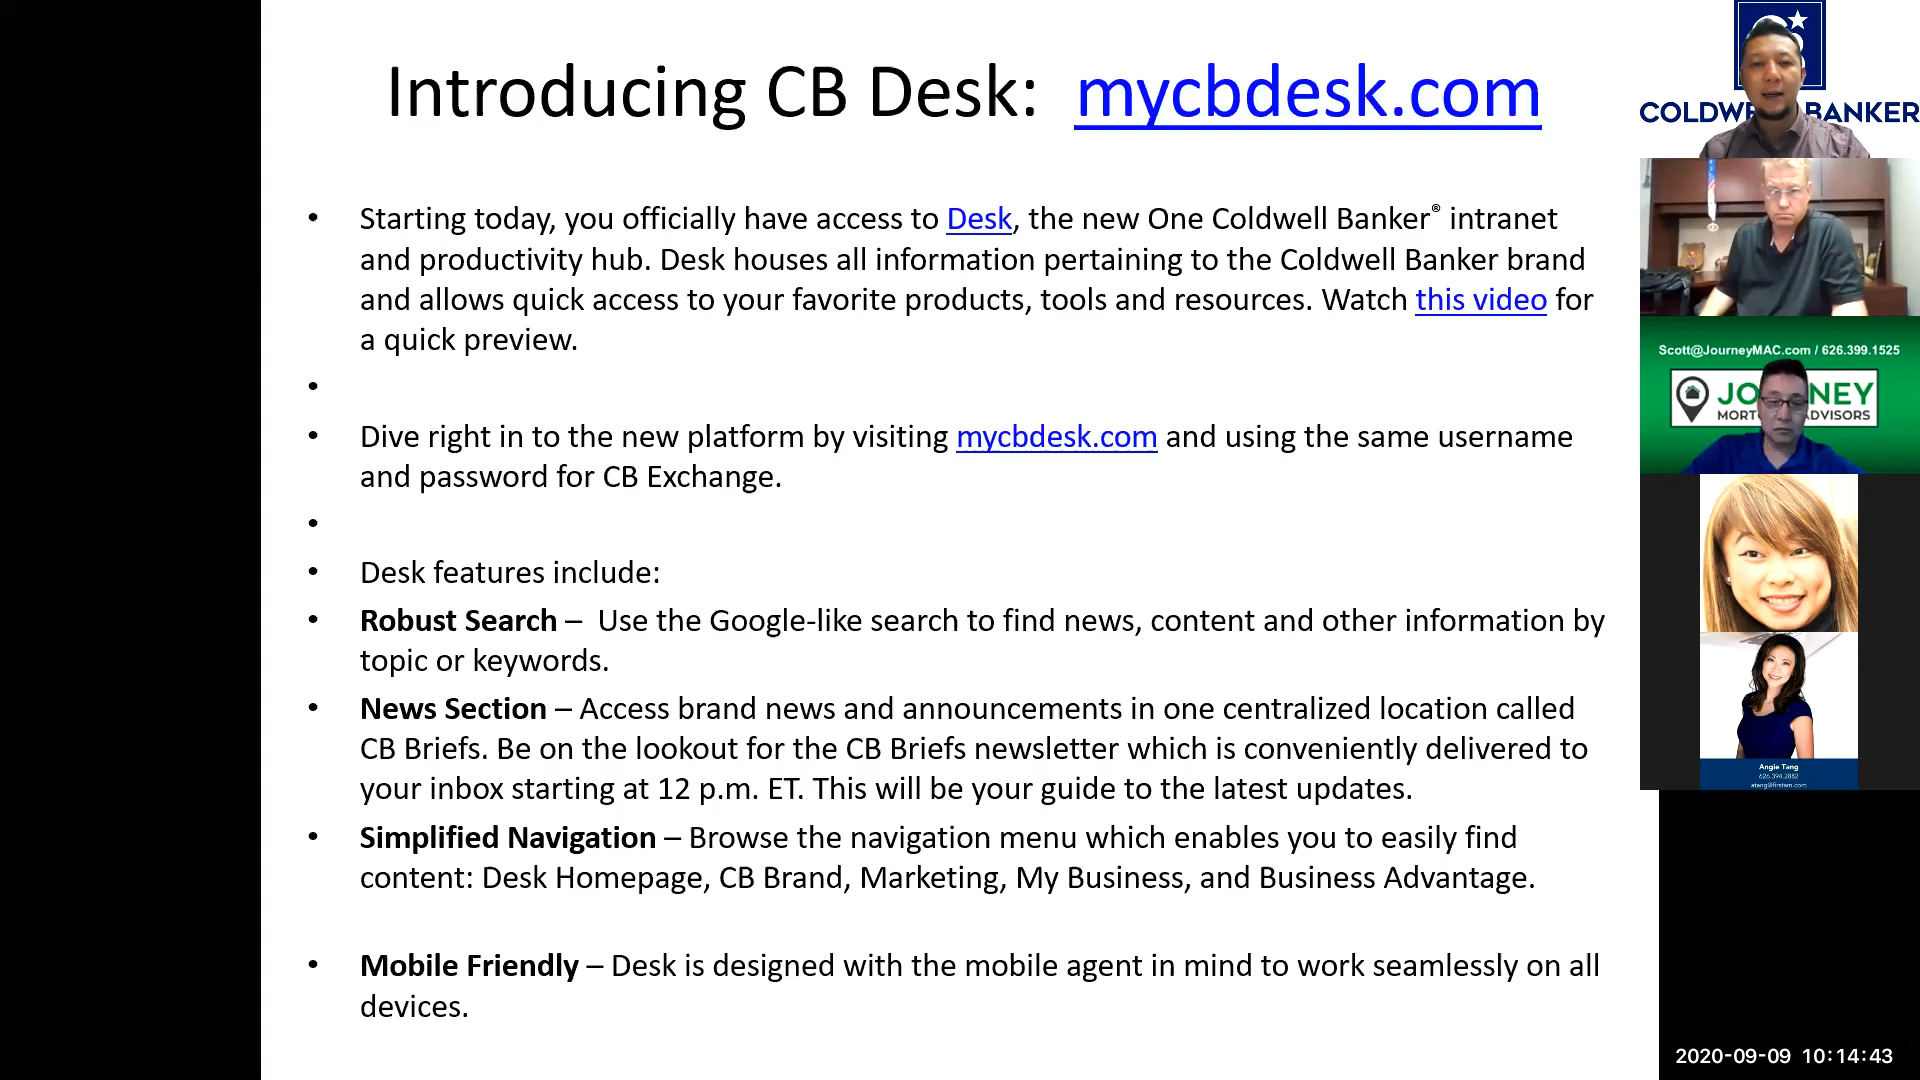 Introducing CB Desk: mycbdesk.com
• Starting today, you officially have access to Desk, the new One Coldwell Banker® intranet
and productivity hub. Desk houses all information pertaining to the Coldwell Banker brand
and allows quick access to your favorite products, tools and resources. Watch this video for
a quick preview.
•
• Dive right in to the new platform by visiting mycbdesk.com and using the same username
and password for CB Exchange.
•
• Desk features include:
• Robust Search – Use the Google-like search to find news, content and other information by
topic or keywords.
• News Section – Access brand news and announcements in one centralized location called
CB Briefs. Be on the lookout for the CB Briefs newsletter which is conveniently delivered to
your inbox starting at 12 p.m. ET. This will be your guide to the latest updates.
• Simplified Navigation – Browse the navigation menu which enables you to easily find
content: Desk Homepage, CB Brand, Marketing, My Business, and Business Advantage.
• Mobile Friendly – Desk is designed with the mobile agent in mind to work seamlessly on all
devices.
COLDW BANKER
Scott@JourneyMAC.com / 626.399.1525
JO NEY
MORT ADVISORS
Angie Tang
626.394.2882
atang@firstam.com
2020-09-09 10:14:43